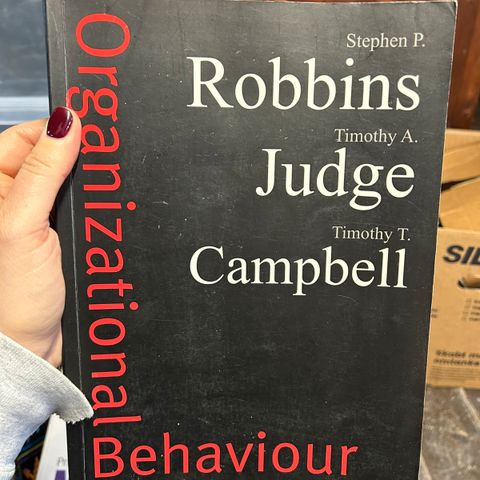 Stephen P.
Robbins
Timothy A.
Judge
Timothy T.
Campbell
Organizational
Behaviour